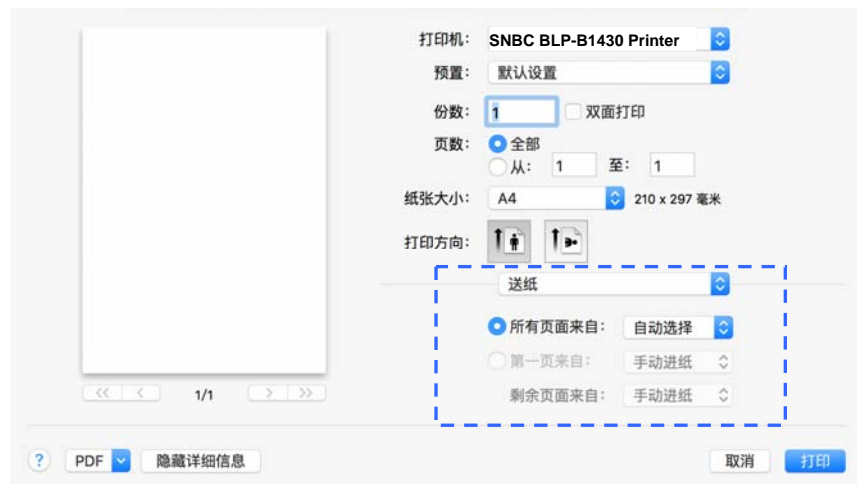 打印机: SNBC BLP-B1430 Printer
预置: 默认设置
份数: 1 双面打印
页数: 全部
从: 1 至: 1
纸张大小: A4 210 x 297 毫米
打印方向:
送纸
所有页面来自: 自动选择
第一页来自: 手动进纸
剩余页面来自: 手动进纸
<< < 1/1 > >>
? PDF 隐藏详细信息 取消 打印